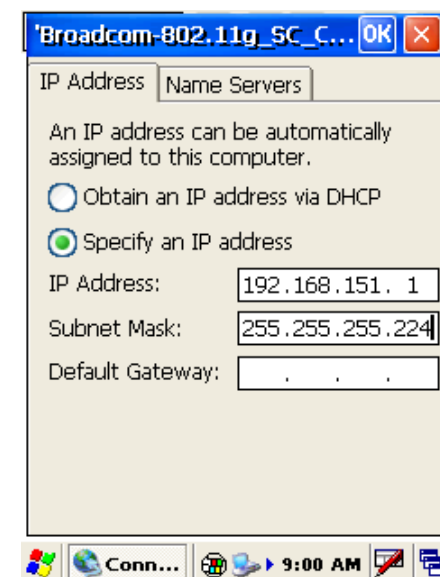 'Broadcom-802.11g_SC_C... OK
IP Address Name Servers
An IP address can be automatically
assigned to this computer.
Obtain an IP address via DHCP
Specify an IP address
IP Address: 192.168.151. 1
Subnet Mask: 255.255.255.224
Default Gateway: . . .
Conn... 9:00 AM